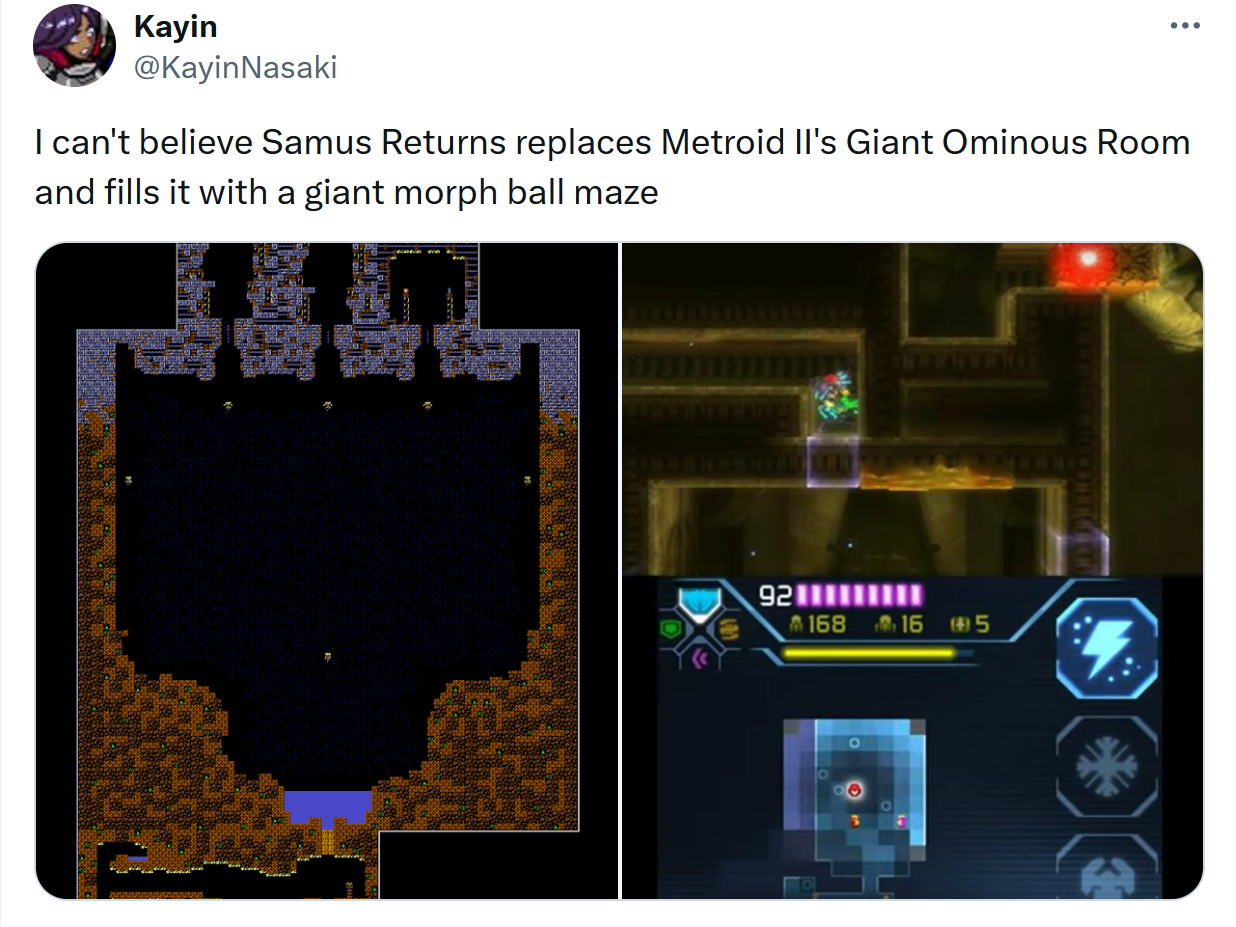 Kayin
@KayinNasaki
I can't believe Samus Returns replaces Metroid II's Giant Ominous Room
and fills it with a giant morph ball maze
92
168 16 5